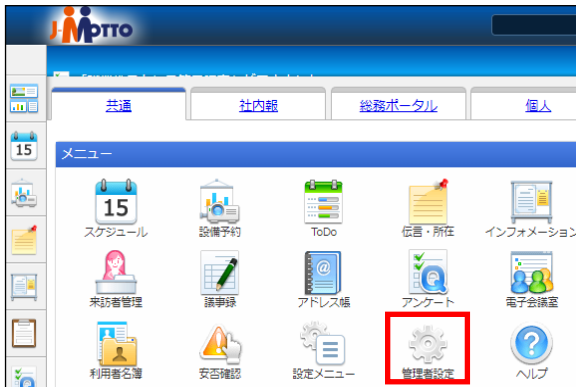 J-MOTTO
共通 社内報 総務ポータル 個人
15
メニュー
15
スケジュール 設備予約 ToDo 伝言・所在 インフォメーション
来訪者管理 議事録 アドレス帳 アンケート 電子会議室
利用者名簿 安否確認 設定メニュー 管理者設定 ヘルプ